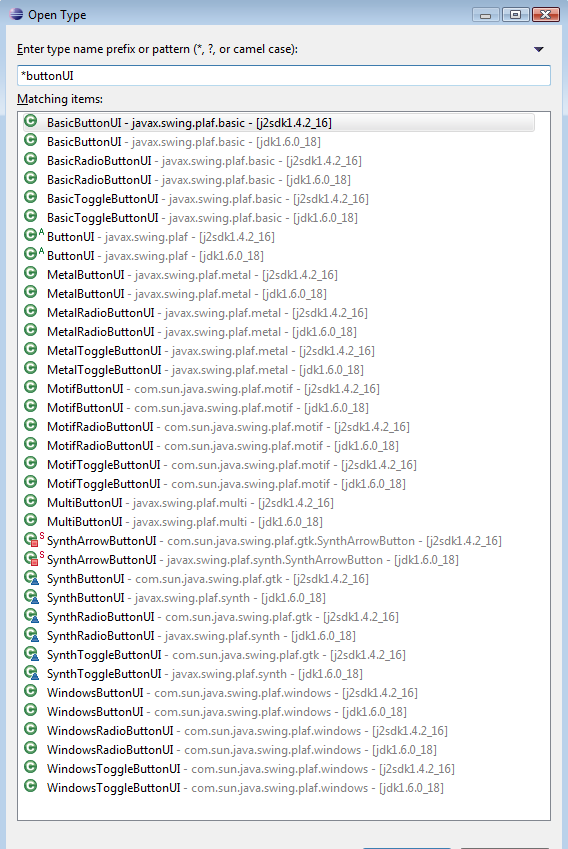 Open Type
Enter type name prefix or pattern (*, ?, or camel case):
*buttonUI
Matching items:
BasicButtonUI - javax.swing.plaf.basic - [j2sdk1.4.2_16]
BasicButtonUI - javax.swing.plaf.basic - [jdk1.6.0_18]
BasicRadioButtonUI - javax.swing.plaf.basic - [j2sdk1.4.2_16]
BasicRadioButtonUI - javax.swing.plaf.basic - [jdk1.6.0_18]
BasicToggleButtonUI - javax.swing.plaf.basic - [j2sdk1.4.2_16]
BasicToggleButtonUI - javax.swing.plaf.basic - [jdk1.6.0_18]
ButtonUI - javax.swing.plaf - [j2sdk1.4.2_16]
ButtonUI - javax.swing.plaf - [jdk1.6.0_18]
MetalButtonUI - javax.swing.plaf.metal - [j2sdk1.4.2_16]
MetalButtonUI - javax.swing.plaf.metal - [jdk1.6.0_18]
MetalRadioButtonUI - javax.swing.plaf.metal - [j2sdk1.4.2_16]
MetalRadioButtonUI - javax.swing.plaf.metal - [jdk1.6.0_18]
MetalToggleButtonUI - javax.swing.plaf.metal - [j2sdk1.4.2_16]
MetalToggleButtonUI - javax.swing.plaf.metal - [jdk1.6.0_18]
MotifButtonUI - com.sun.java.swing.plaf.motif - [j2sdk1.4.2_16]
MotifButtonUI - com.sun.java.swing.plaf.motif - [jdk1.6.0_18]
MotifRadioButtonUI - com.sun.java.swing.plaf.motif - [j2sdk1.4.2_16]
MotifRadioButtonUI - com.sun.java.swing.plaf.motif - [jdk1.6.0_18]
MotifToggleButtonUI - com.sun.java.swing.plaf.motif - [j2sdk1.4.2_16]
MotifToggleButtonUI - com.sun.java.swing.plaf.motif - [jdk1.6.0_18]
MultiButtonUI - javax.swing.plaf.multi - [j2sdk1.4.2_16]
MultiButtonUI - javax.swing.plaf.multi - [jdk1.6.0_18]
SynthArrowButtonUI - com.sun.java.swing.plaf.gtk.SynthArrowButton - [j2sdk1.4.2_16]
SynthArrowButtonUI - javax.swing.plaf.synth.SynthArrowButton - [jdk1.6.0_18]
SynthButtonUI - com.sun.java.swing.plaf.gtk - [j2sdk1.4.2_16]
SynthButtonUI - javax.swing.plaf.synth - [jdk1.6.0_18]
SynthRadioButtonUI - com.sun.java.swing.plaf.gtk - [j2sdk1.4.2_16]
SynthRadioButtonUI - javax.swing.plaf.synth - [jdk1.6.0_18]
SynthToggleButtonUI - com.sun.java.swing.plaf.gtk - [j2sdk1.4.2_16]
SynthToggleButtonUI - javax.swing.plaf.synth - [jdk1.6.0_18]
WindowsButtonUI - com.sun.java.swing.plaf.windows - [j2sdk1.4.2_16]
WindowsButtonUI - com.sun.java.swing.plaf.windows - [jdk1.6.0_18]
WindowsRadioButtonUI - com.sun.java.swing.plaf.windows - [j2sdk1.4.2_16]
WindowsRadioButtonUI - com.sun.java.swing.plaf.windows - [jdk1.6.0_18]
WindowsToggleButtonUI - com.sun.java.swing.plaf.windows - [j2sdk1.4.2_16]
WindowsToggleButtonUI - com.sun.java.swing.plaf.windows - [jdk1.6.0_18]